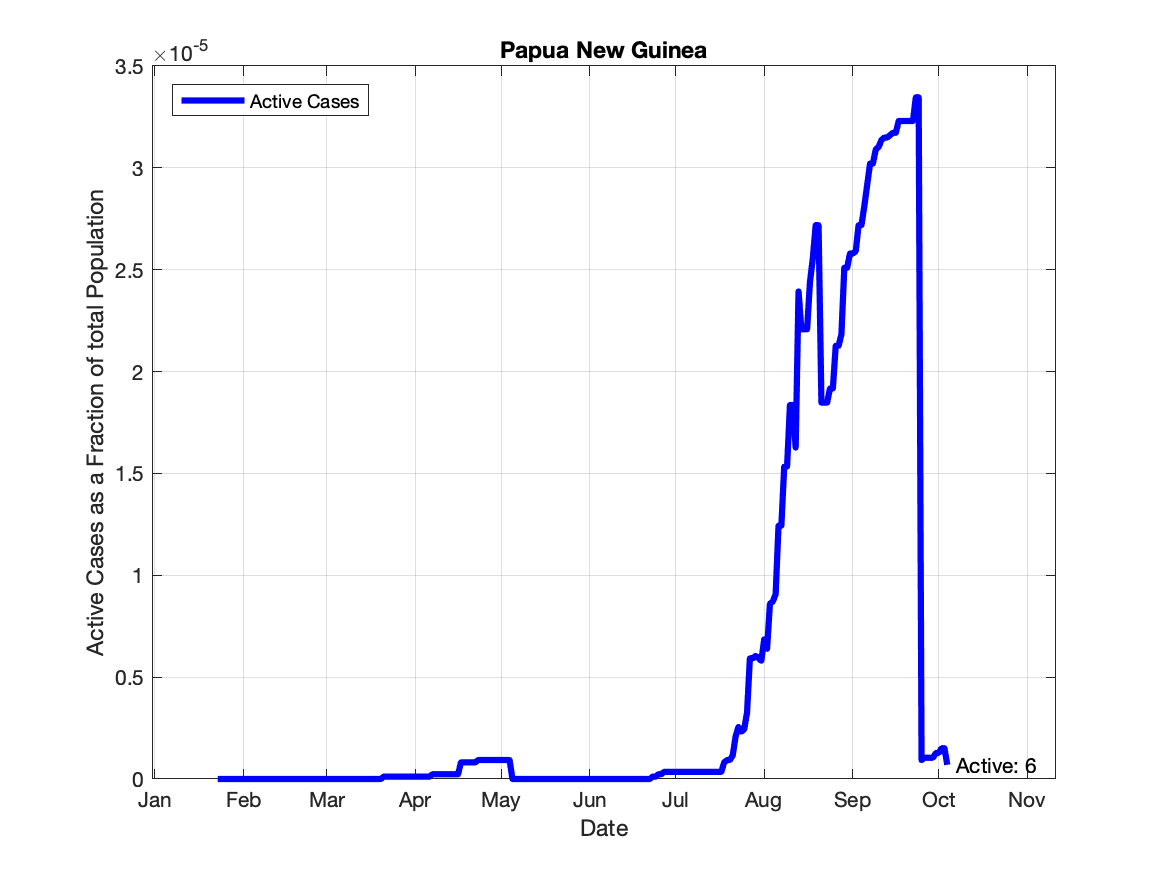 Papua New Guinea
×10-5
3.5
3
2.5
2
1.5
1
0.5
0
Active Cases as a Fraction of total Population
Active Cases
Active: 6
Jan Feb Mar Apr May Jun Jul Aug Sep Oct Nov
Date